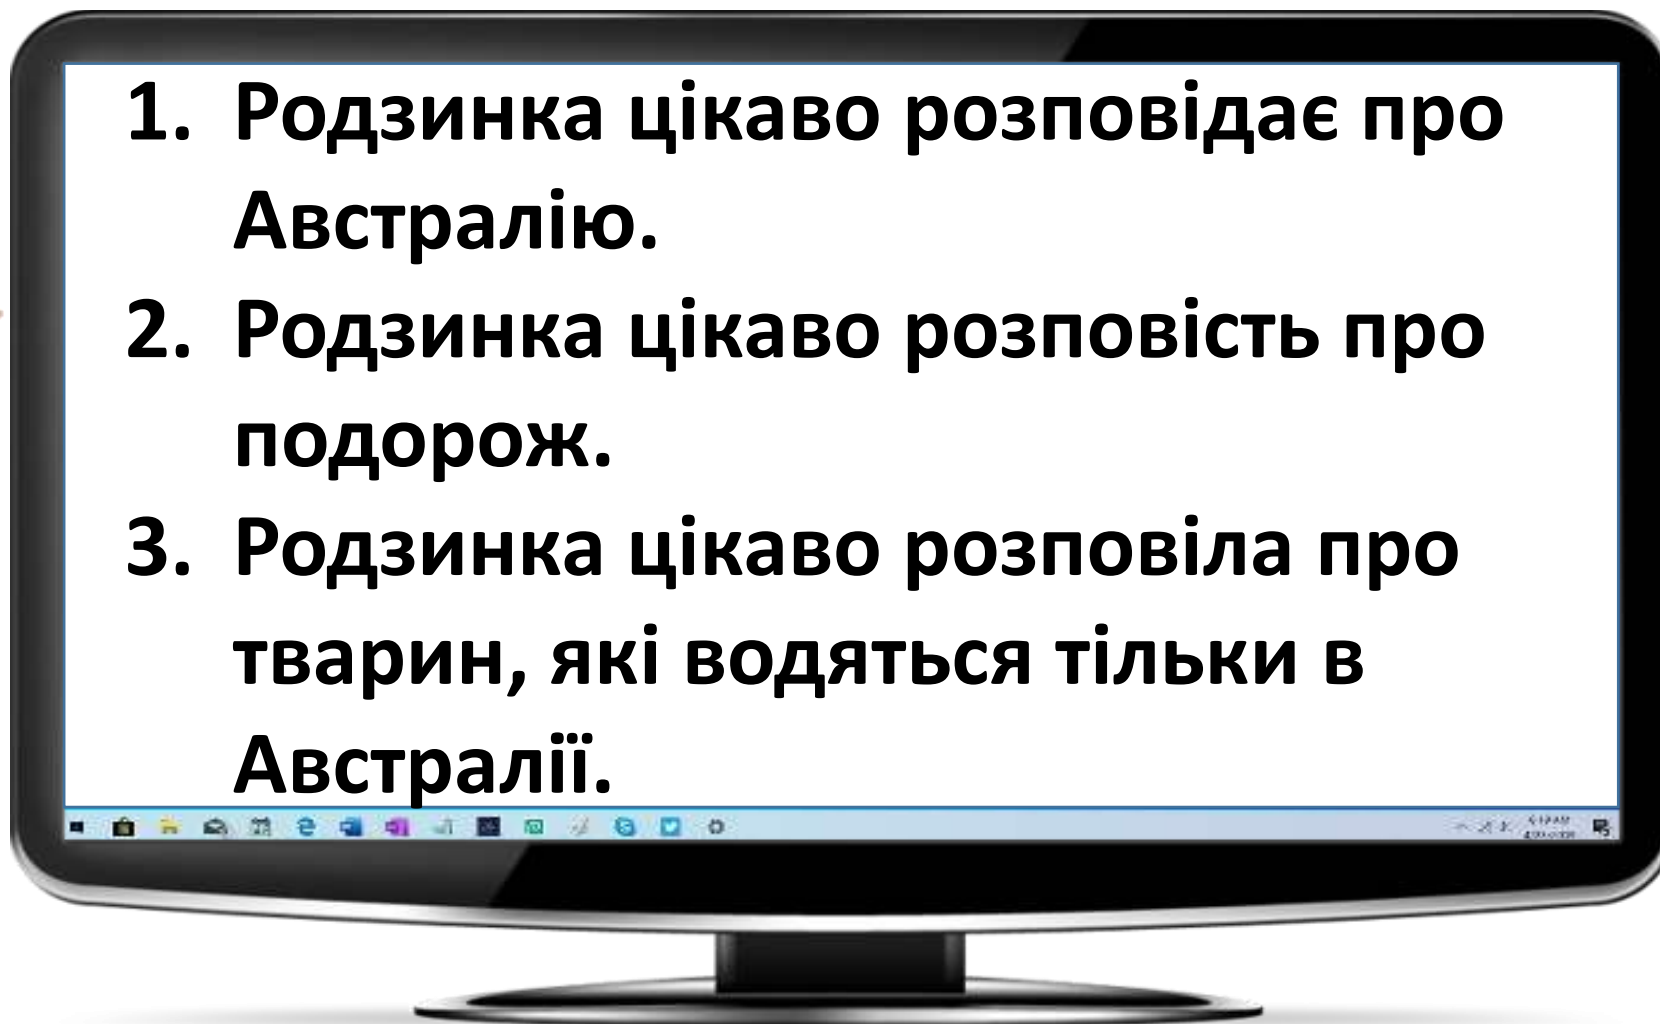 1. Родзинка цікаво розповідає про
Австралію.
2. Родзинка цікаво розповість про
подорож.
3. Родзинка цікаво розповіла про
тварин, які водяться тільки в
Австралії.